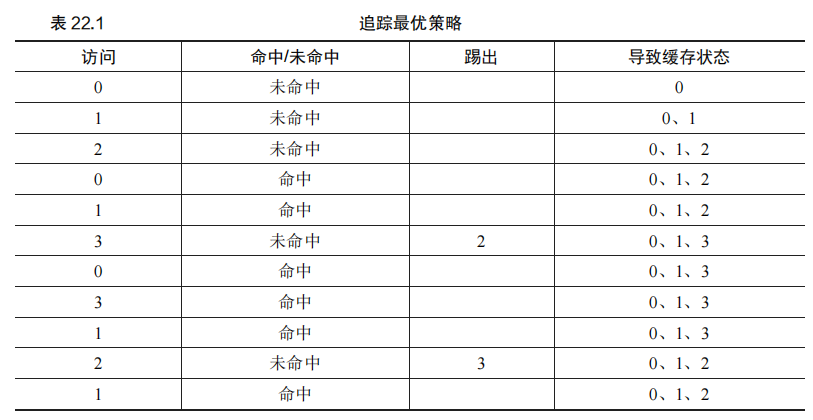 表 22.1 追踪最优策略
访问 命中/未命中 踢出 导致缓存状态
0 未命中 0
1 未命中 0、1
2 未命中 0、1、2
0 命中 0、1、2
1 命中 0、1、2
3 未命中 2 0、1、3
0 命中 0、1、3
3 命中 0、1、3
1 命中 0、1、3
2 未命中 3 0、1、2
1 命中 0、1、2